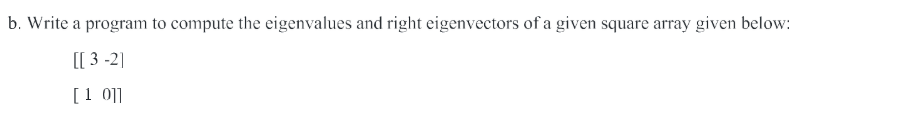 b. Write a program to compute the eigenvalues and right eigenvectors of a given square array given below:
[[ 3 -2]
[ 1 0]]